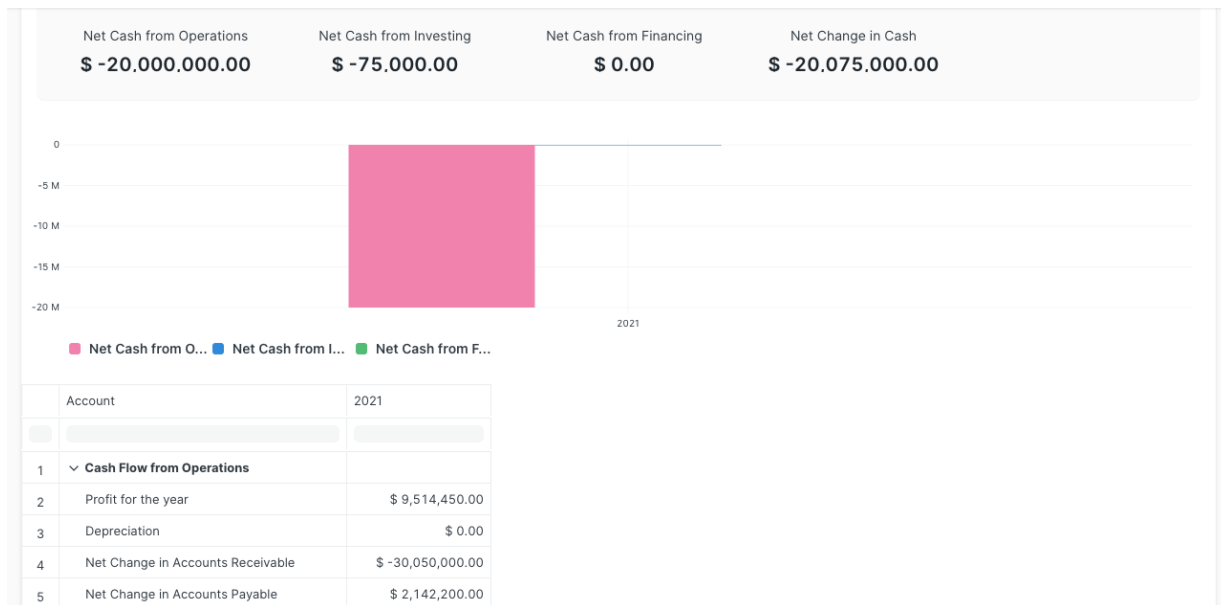 Net Cash from Operations Net Cash from Investing Net Cash from Financing Net Change in Cash
$ -20,000,000.00 $ -75,000.00 $ 0.00 $ -20,075,000.00
0
-5 M
-10 M
-15 M
-20 M
2021
Net Cash from O... Net Cash from I... Net Cash from F...
Account 2021
1 Cash Flow from Operations
2 Profit for the year $ 9,514,450.00
3 Depreciation $ 0.00
4 Net Change in Accounts Receivable $ -30,050,000.00
5 Net Change in Accounts Payable $ 2,142,200.00